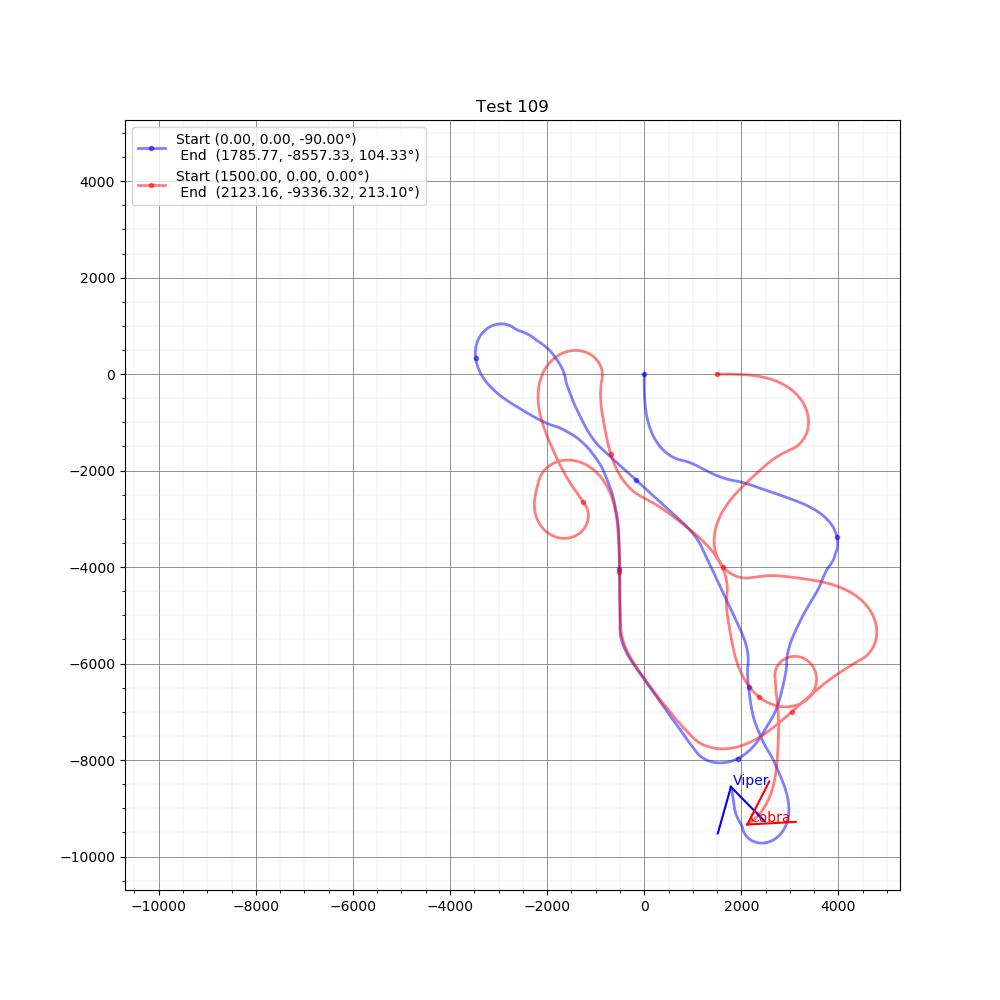 Test 109
Start (0.00, 0.00, -90.00°)
End (1785.77, -8557.33, 104.33°)
Start (1500.00, 0.00, 0.00°)
End (2123.16, -9336.32, 213.10°)
4000
2000
0
−2000
−4000
−6000
−8000
−10000
Viper
Cobra
−10000 −8000 −6000 −4000 −2000 0 2000 4000